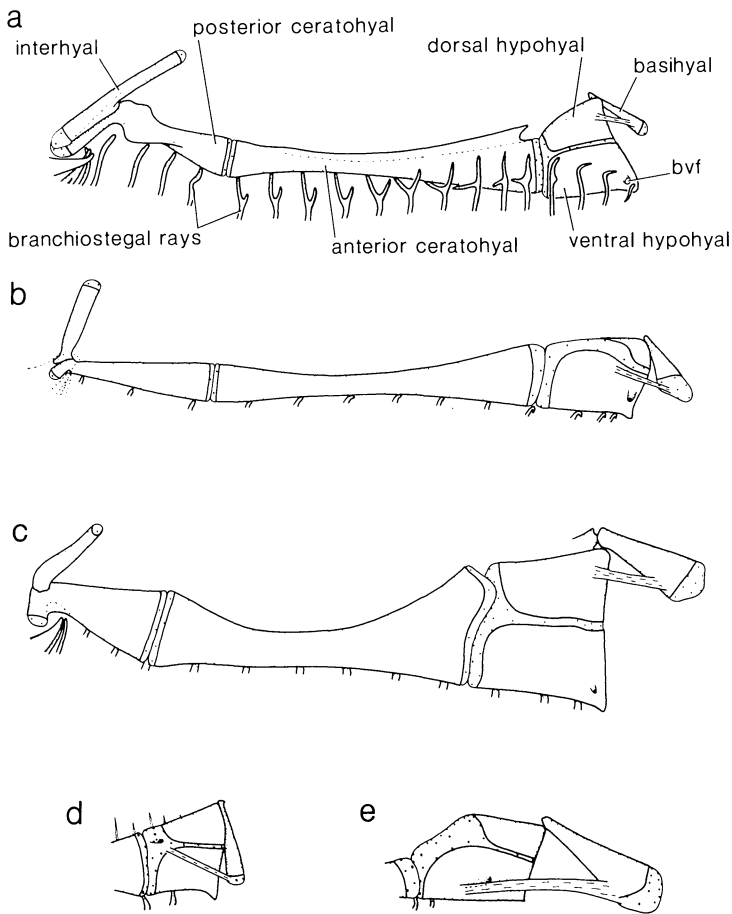 a
posterior ceratohyal
interhyal
dorsal hypohyal
basihyal
bvf
branchiostegal rays
anterior ceratohyal
ventral hypohyal
b
c
d
e